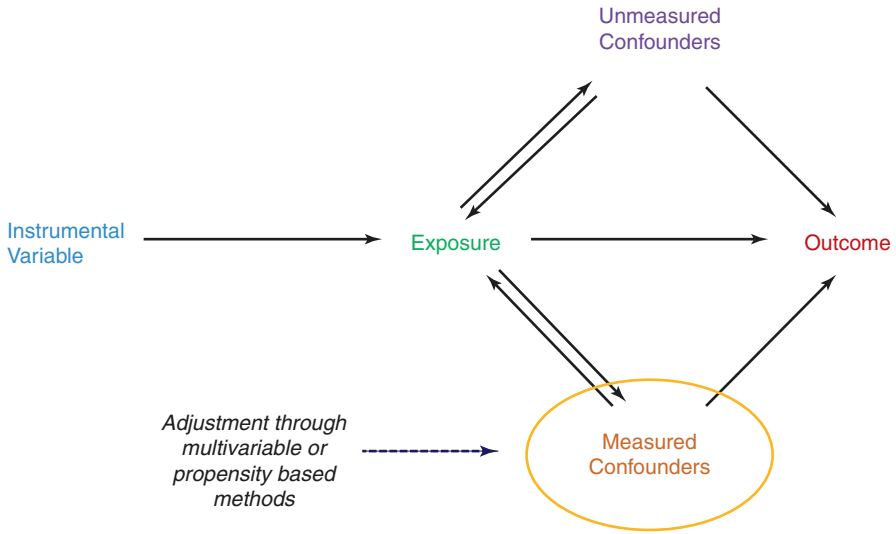 Unmeasured
Confounders
Instrumental
Variable
Exposure
Outcome
Adjustment through
multivariable or
propensity based
methods
Measured
Confounders